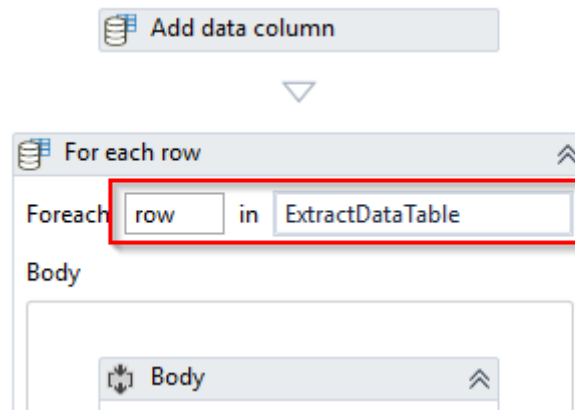 Add data column
For each row
Foreach row in ExtractDataTable
Body
Body